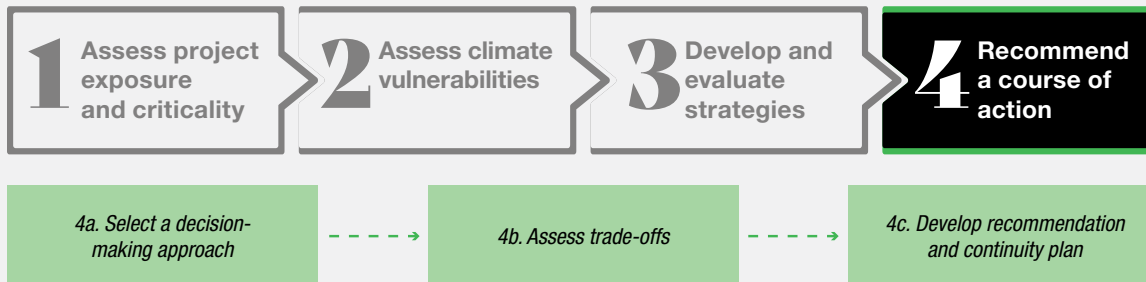 1 Assess project
exposure
and criticality
2 Assess climate
vulnerabilities
3 Develop and
evaluate
strategies
4 Recommend
a course of
action
4a. Select a decision-
making approach
4b. Assess trade-offs
4c. Develop recommendation
and continuity plan